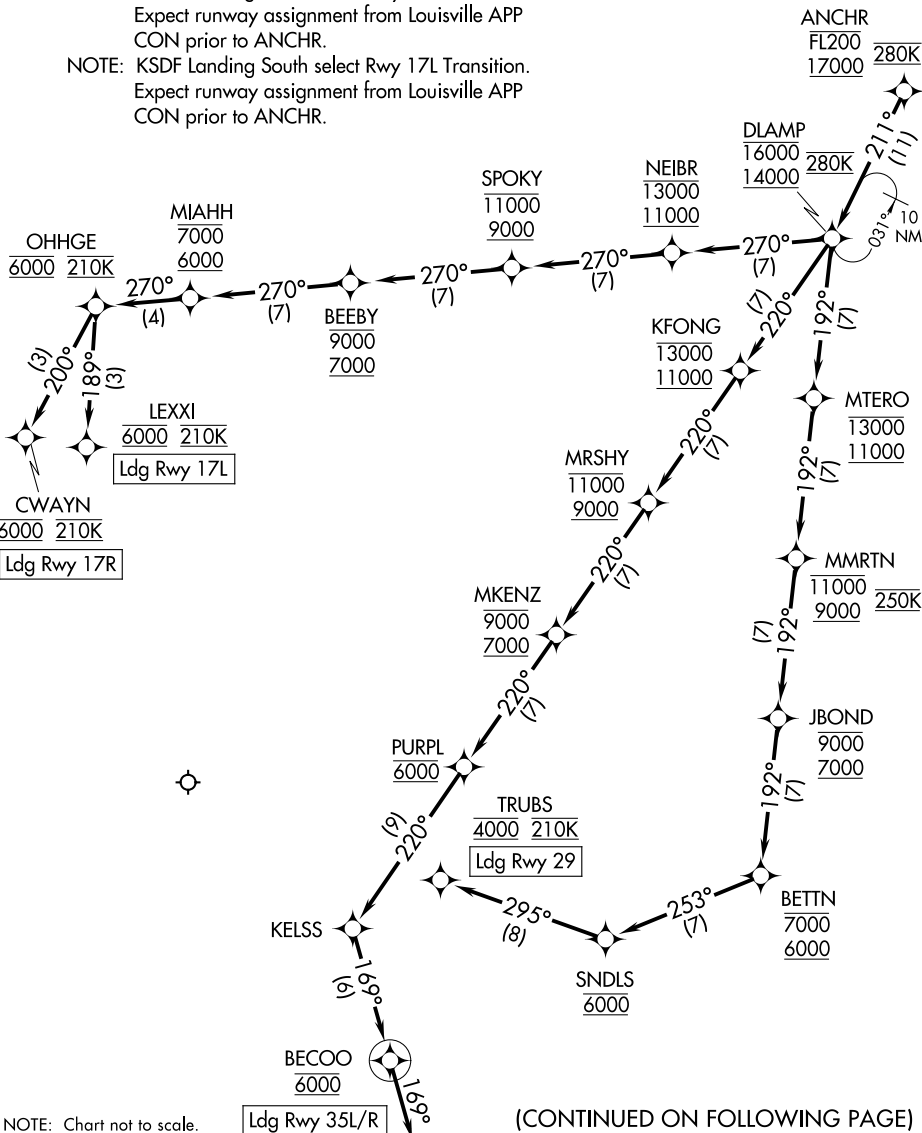 Expect runway assignment from Louisville APP
CON prior to ANCHR.
NOTE: KSDF Landing South select Rwy 17L Transition.
Expect runway assignment from Louisville APP
CON prior to ANCHR.
ANCHR
FL200
17000
280K
211°
(11)
DLAMP
16000
14000
280K
031°
10
NM
NEIBR
13000
11000
270°
(7)
SPOKY
11000
9000
270°
(7)
BEEBY
9000
7000
270°
(7)
MIAHH
7000
6000
270°
(7)
OHHGE
6000 210K
270°
(4)
(3)
200°
189°
(3)
LEXXI
6000 210K
Ldg Rwy 17L
CWAYN
6000 210K
Ldg Rwy 17R
(7)
220°
KFONG
13000
11000
220°
(7)
MRSHY
11000
9000
220°
(7)
MKENZ
9000
7000
220°
(7)
PURPL
6000
(9)
220°
KELSS
169°
(6)
BECOO
6000
Ldg Rwy 35L/R
169°
192°
(7)
MTERO
13000
11000
192°
(7)
MMRTN
11000
9000
250K
(7)
192°
JBOND
9000
7000
192°
(7)
BETTN
7000
6000
253°
(7)
SNDLS
6000
295°
(8)
TRUBS
4000 210K
Ldg Rwy 29
NOTE: Chart not to scale.
(CONTINUED ON FOLLOWING PAGE)